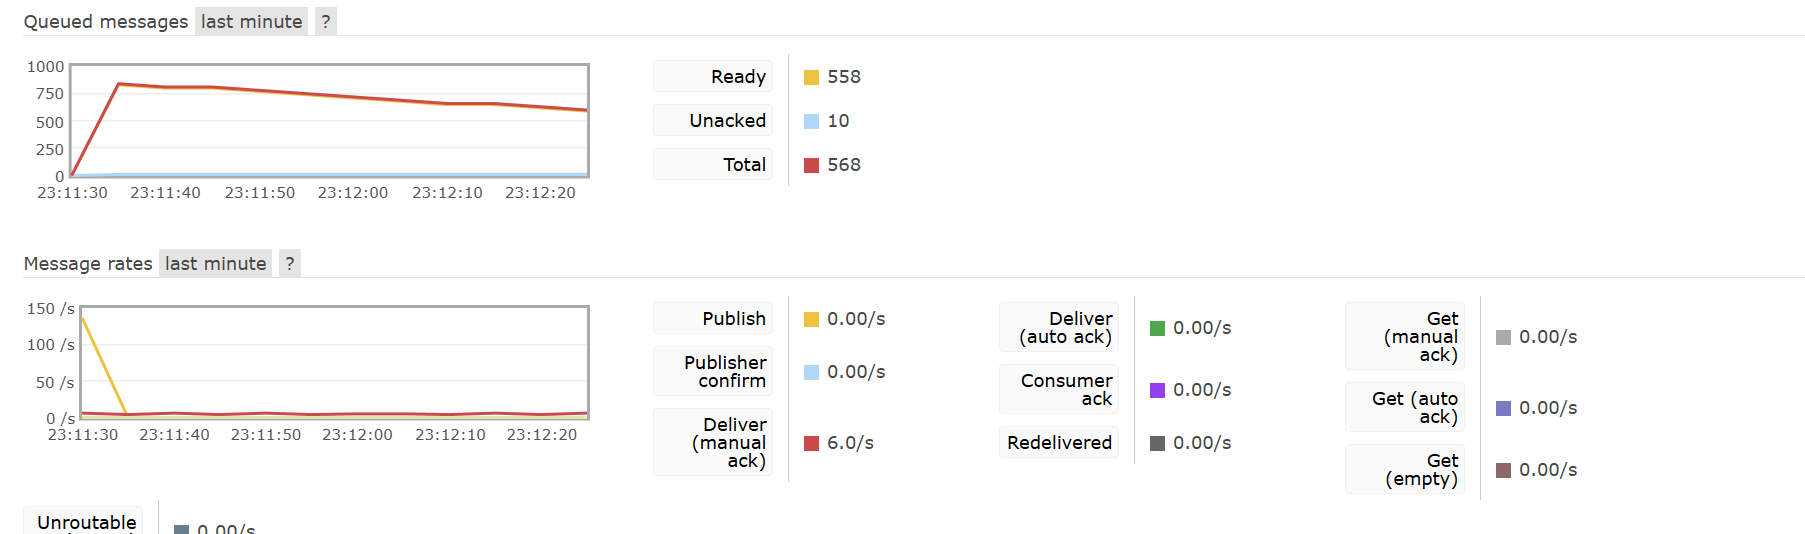 Queued messages last minute ?
1000
750
500
250
0
23:11:30 23:11:40 23:11:50 23:12:00 23:12:10 23:12:20
Ready 558
Unacked 10
Total 568
Message rates last minute ?
150 /s
100 /s
50 /s
0 /s
23:11:30 23:11:40 23:11:50 23:12:00 23:12:10 23:12:20
Publish 0.00/s
Publisher
confirm 0.00/s
Deliver
(manual 6.0/s
ack)
Deliver
(auto ack) 0.00/s
Consumer
ack 0.00/s
Redelivered 0.00/s
Get
(manual 0.00/s
ack)
Get (auto
ack) 0.00/s
Get
(empty) 0.00/s
Unroutable
0.00/s